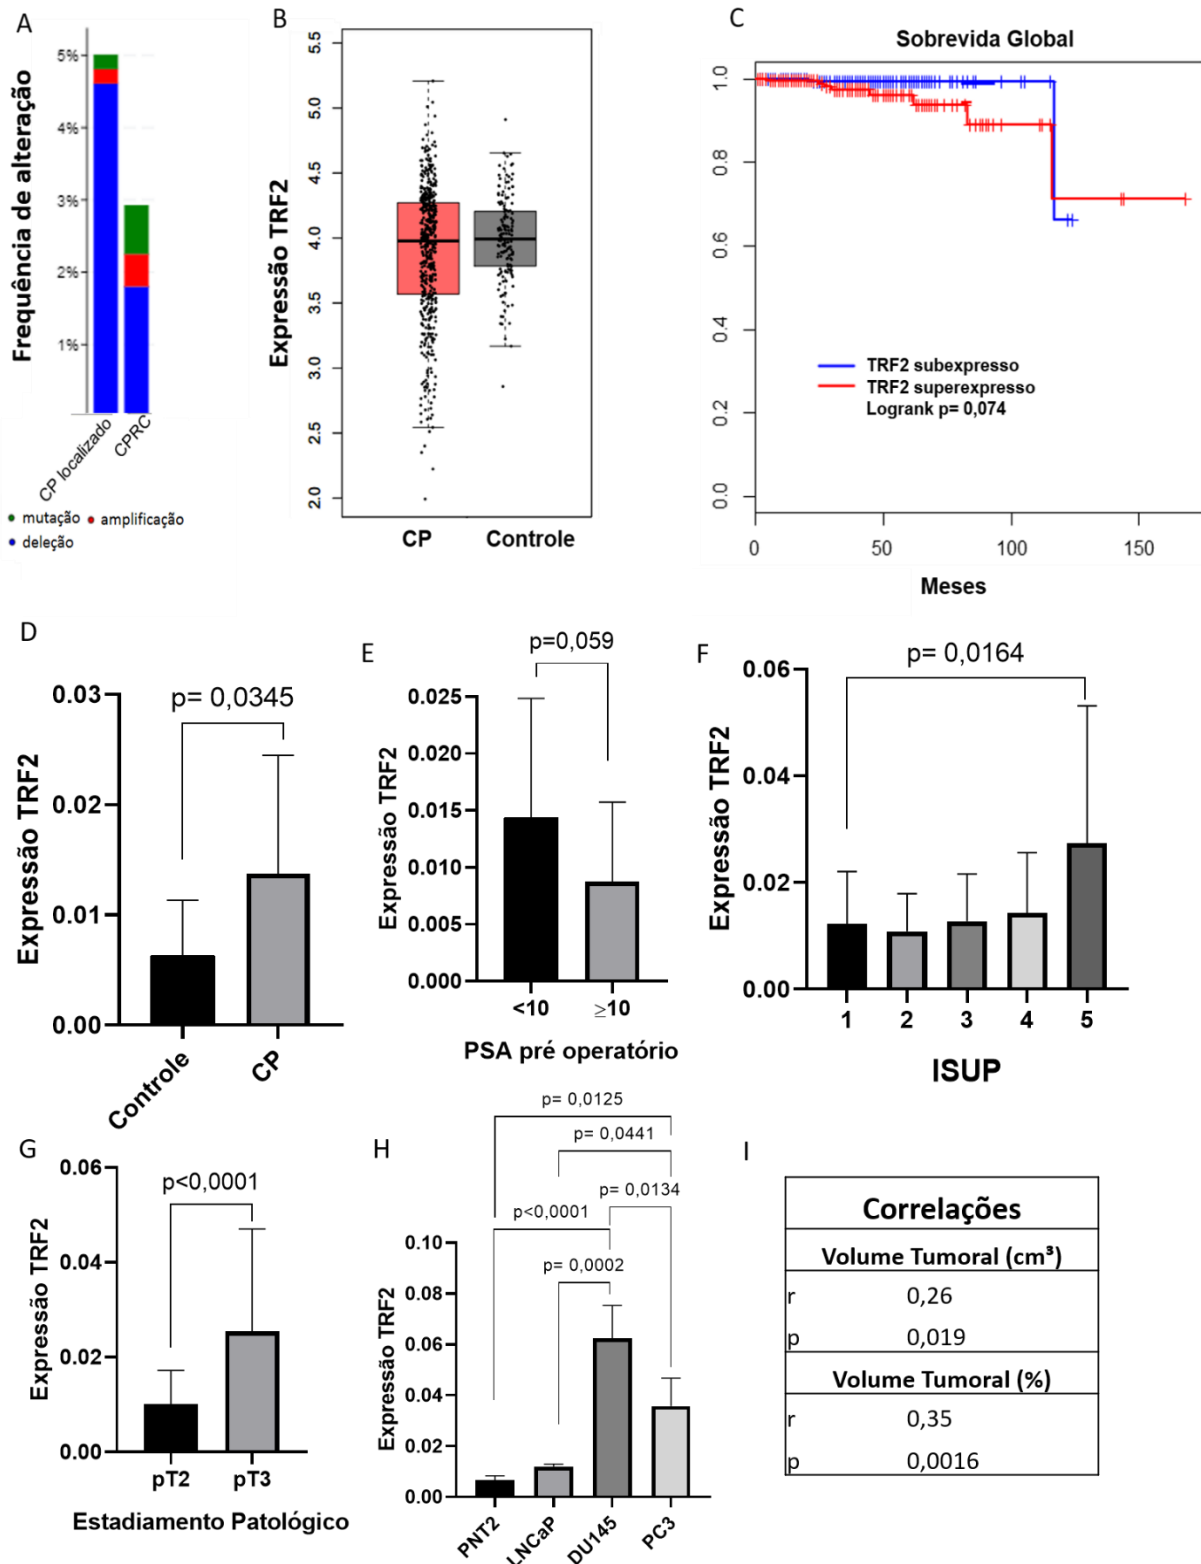 A
Frequência de alteração
5%
4%
3%
2%
1%
CP localizado
CPRC
mutação
amplificação
deleção
B
Expressão TRF2
5.5
5.0
4.5
4.0
3.5
3.0
2.5
2.0
CP
Controle
C
Sobrevida Global
1.0
0.8
0.6
0.4
0.2
0.0
TRF2 subexpresso
TRF2 superexpresso
Logrank p= 0,074
0
50
100
150
Meses
D
p= 0,0345
Expressão TRF2
0.03
0.02
0.01
0.00
Controle
CP
E
p=0,059
Expressão TRF2
0.025
0.020
0.015
0.010
0.005
0.000
<10
≥10
PSA pré operatório
F
p= 0,0164
Expressão TRF2
0.06
0.04
0.02
0.00
1
2
3
4
5
ISUP
G
p<0,0001
Expressão TRF2
0.06
0.04
0.02
0.00
pT2
pT3
Estadiamento Patológico
H
p= 0,0125
p= 0,0441
p= 0,0134
p<0,0001
p= 0,0002
Expressão TRF2
0.10
0.08
0.06
0.04
0.02
0.00
PNT2
LNCaP
DU145
PC3
I
Correlações
Volume Tumoral (cm³)
r 0,26
p 0,019
Volume Tumoral (%)
r 0,35
p 0,0016